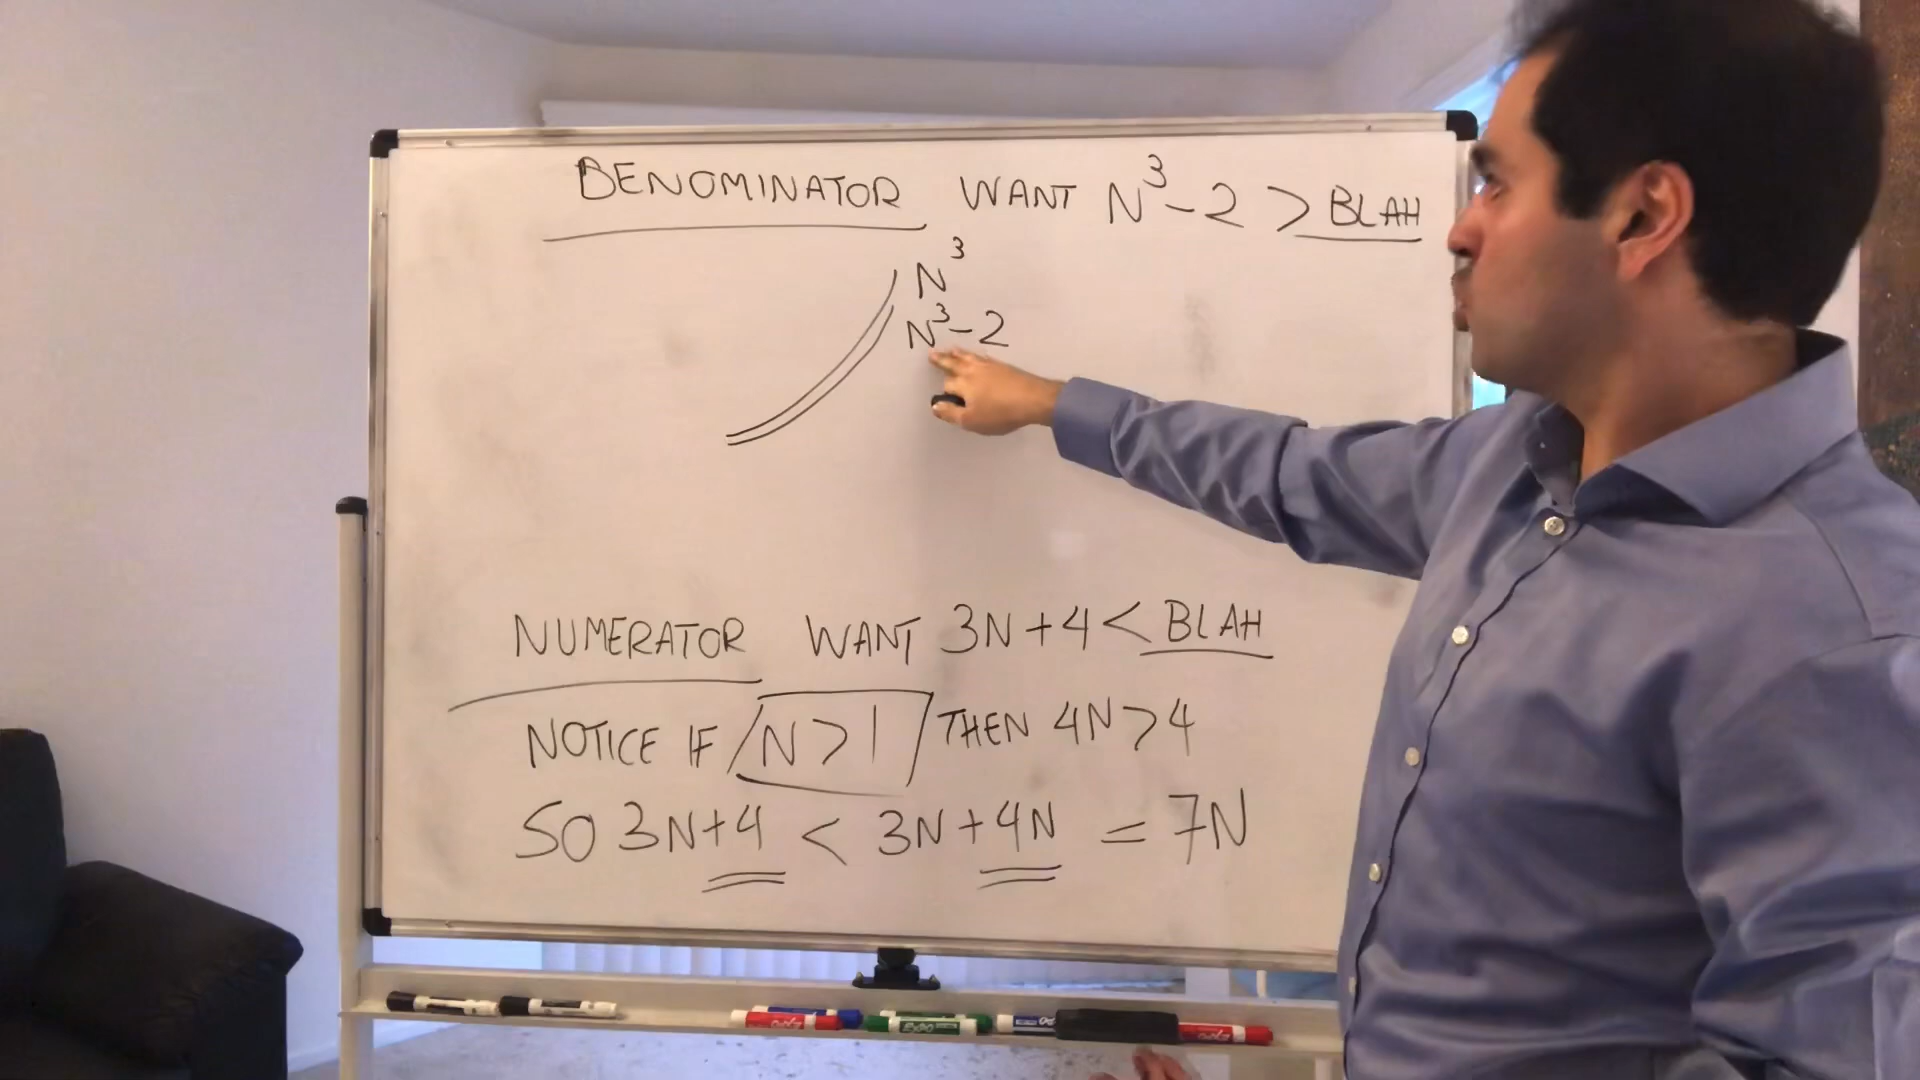 BENOMINATOR WANT N³-2 > BLAH
N³
N³-2
NUMERATOR WANT 3N+4 < BLAH
NOTICE IF N>1 THEN 4N>4
SO 3N+4 < 3N+4N = 7N